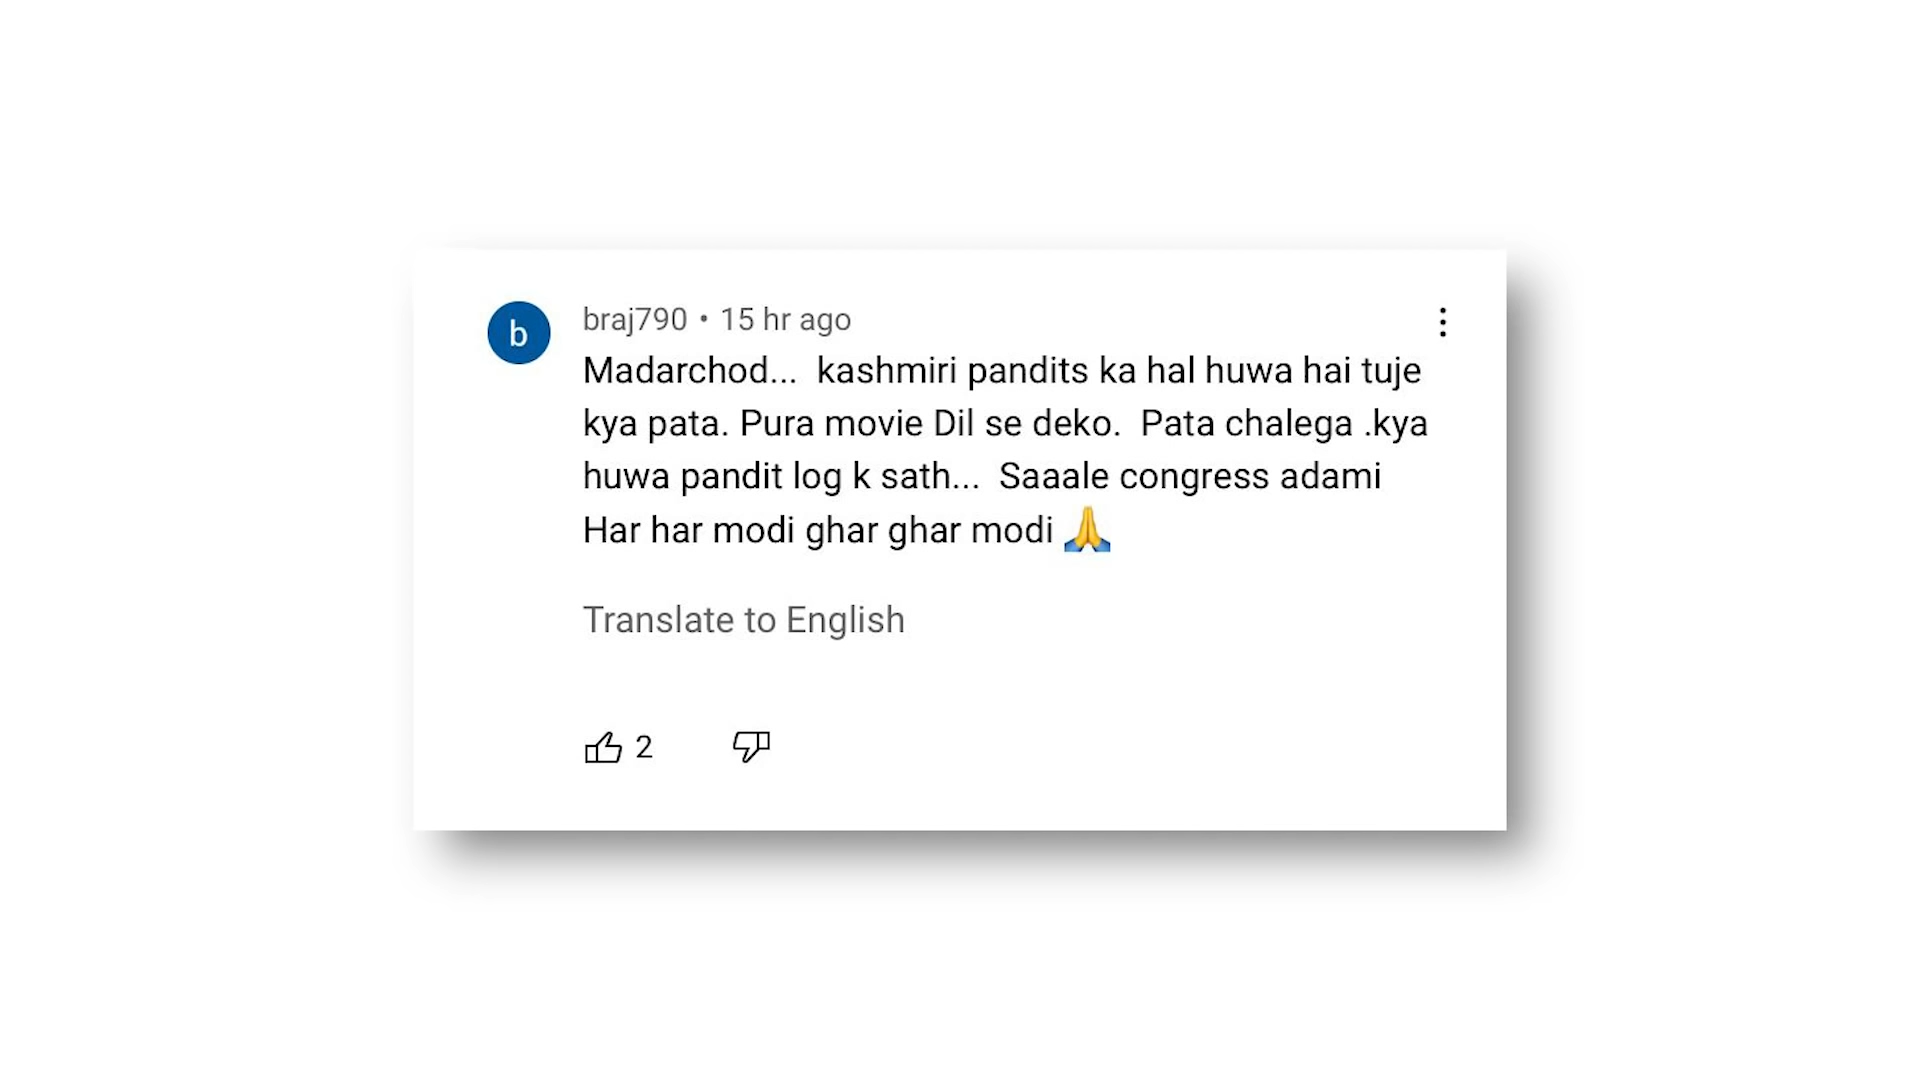 b
braj790 • 15 hr ago
Madarchod... kashmiri pandits ka hal huwa hai tuje
kya pata. Pura movie Dil se deko. Pata chalega .kya
huwa pandit log k sath... Saaale congress adami
Har har modi ghar ghar modi 🙏
Translate to English
2